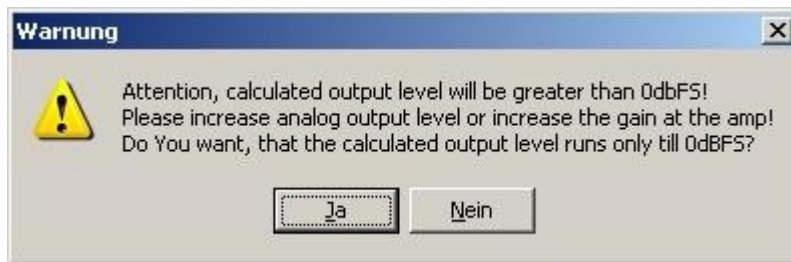 Warnung
Attention, calculated output level will be greater than 0dbFS!
Please increase analog output level or increase the gain at the amp!
Do You want, that the calculated output level runs only till 0dBFS?
Ja
Nein